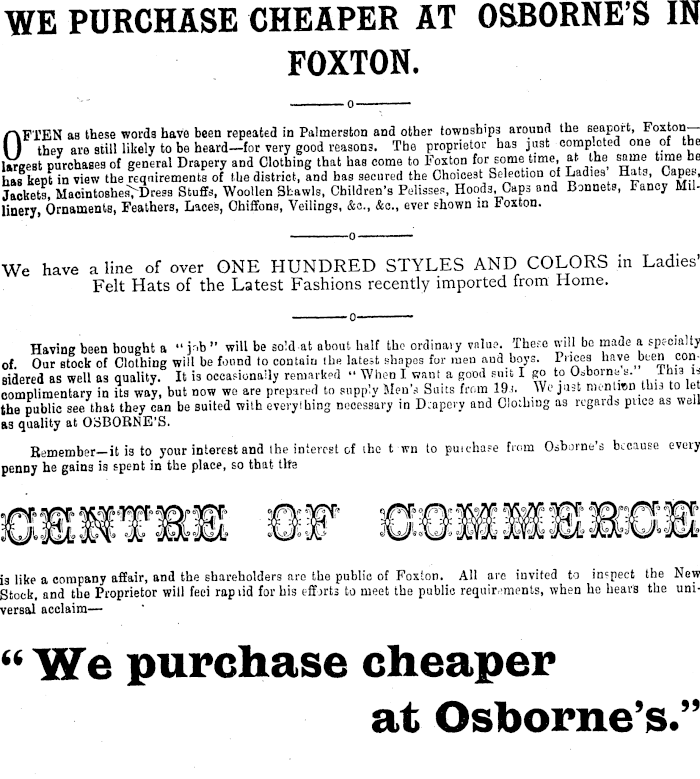 WE PURCHASE CHEAPER AT OSBORNE'S IN
FOXTON.
OFTEN as these words have been repeated in Palmerston and other townships around the seaport, Foxton—
they are still likely to be heard—for very good reasons. The proprietor has just completed one of the
largest purchases of general Drapery and Clothing that has come to Foxton for some time, at the same time he
has kept in view the requirements of the district, and has secured the Choicest Selection of Ladies' Hats, Capes,
Jackets, Macintoshes, Dress Stuffs, Woollen Shawls, Children's Pelisses, Hoods, Caps and Bonnets, Fancy Mil-
linery, Ornaments, Feathers, Laces, Chiffons, Veilings, &c., &c., ever shown in Foxton.
We have a line of over ONE HUNDRED STYLES AND COLORS in Ladies'
Felt Hats of the Latest Fashions recently imported from Home.
Having been bought a "job" will be sold at about half the ordinary value. These will be made a specialty
of. Our stock of Clothing will be found to contain the latest shapes for men and boys. Prices have been con-
sidered as well as quality. It is occasionally remarked "When I want a good suit I go to Osborne's." This is
complimentary in its way, but now we are prepared to supply Men's Suits from 19s. We just mention this to let
the public see that they can be suited with everything necessary in Drapery and Clothing as regards price as well
as quality at OSBORNE'S.
Remember—it is to your interest and the interest of the t wn to purchase from Osborne's because every
penny he gains is spent in the place, so that the
CENTRE OF COMMERCE
is like a company affair, and the shareholders are the public of Foxton. All are invited to inspect the New
Stock, and the Proprietor will feel rapid for his efforts to meet the public requirements, when he hears the uni-
versal acclaim—
"We purchase cheaper
at Osborne's."